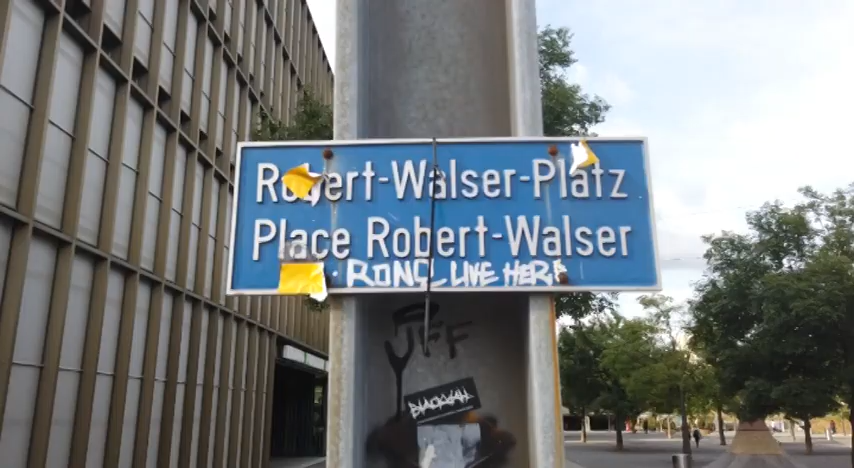 Robert-Walser-Platz
Place Robert-Walser
LIVE HERE